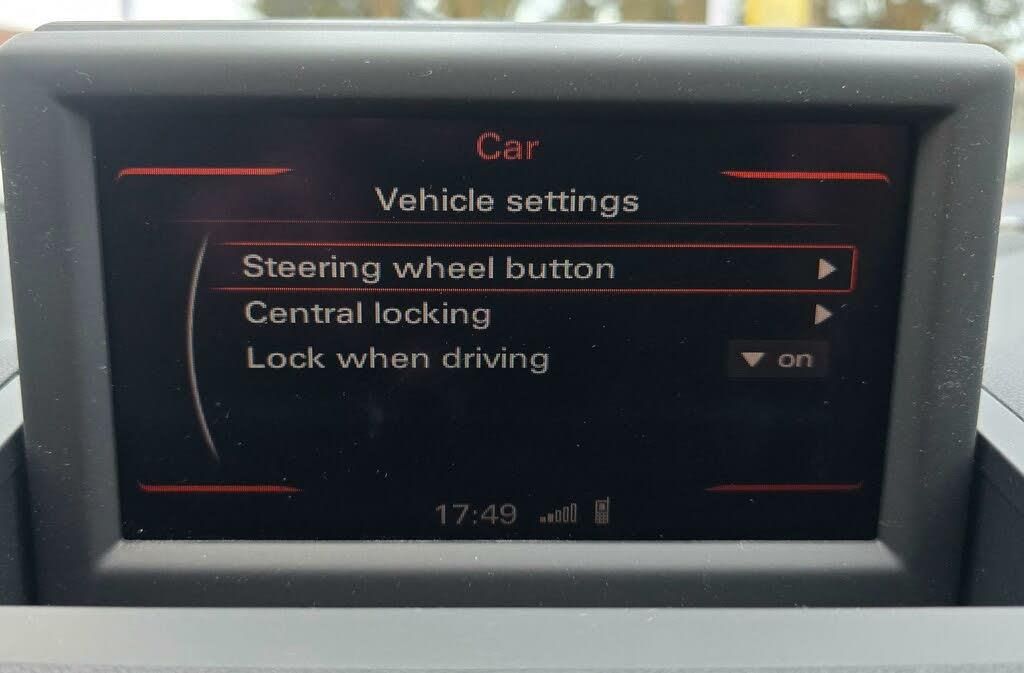 Car
Vehicle settings
Steering wheel button
Central locking
Lock when driving on
17:49